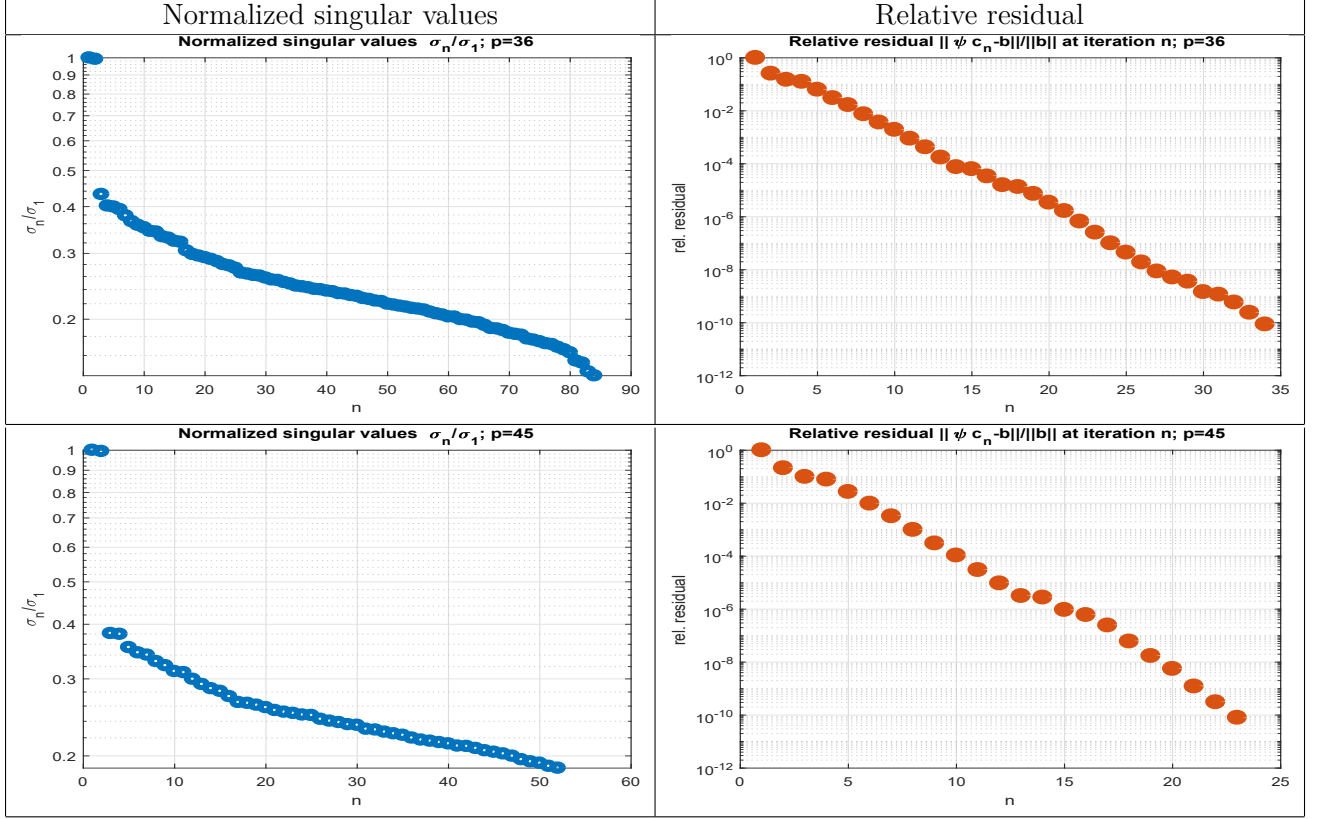 Normalized singular values
Relative residual
Normalized singular values σn/σ1; p=36
1
0.9
0.8
0.7
0.6
0.5
0.4
0.3
0.2
σn/σ1
0 10 20 30 40 50 60 70 80 90
n
Relative residual || ψ cn-b||/||b|| at iteration n; p=36
10^0
10^-2
10^-4
10^-6
10^-8
10^-10
10^-12
rel. residual
0 5 10 15 20 25 30 35
n
Normalized singular values σn/σ1; p=45
1
0.9
0.8
0.7
0.6
0.5
0.4
0.3
0.2
σn/σ1
0 10 20 30 40 50 60
n
Relative residual || ψ cn-b||/||b|| at iteration n; p=45
10^0
10^-2
10^-4
10^-6
10^-8
10^-10
10^-12
rel. residual
0 5 10 15 20 25
n